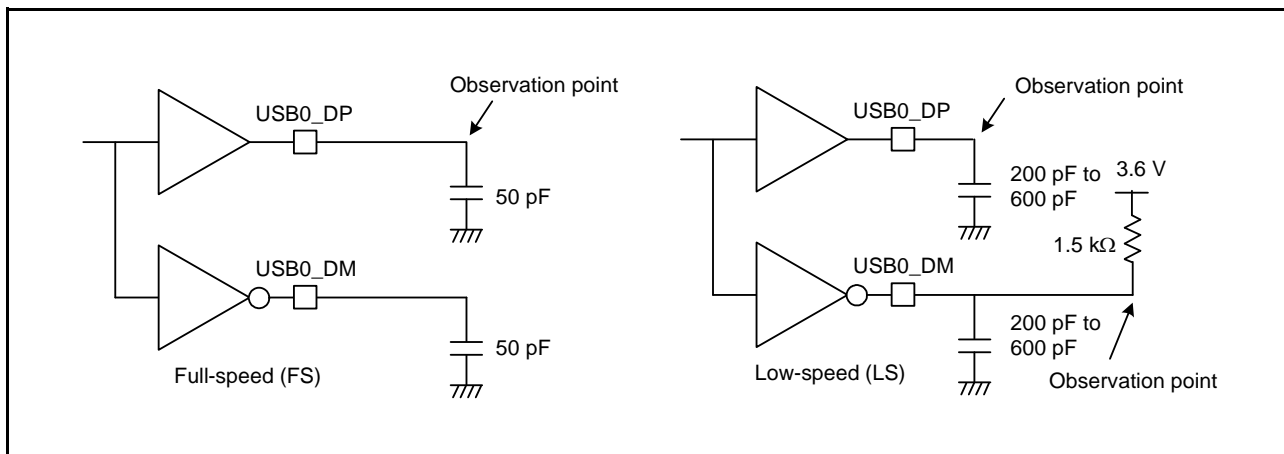 Observation point
USB0_DP
50 pF
USB0_DM
50 pF
Full-speed (FS)
Observation point
USB0_DP
200 pF to
600 pF
3.6 V
1.5 kΩ
USB0_DM
200 pF to
600 pF
Observation point
Low-speed (LS)